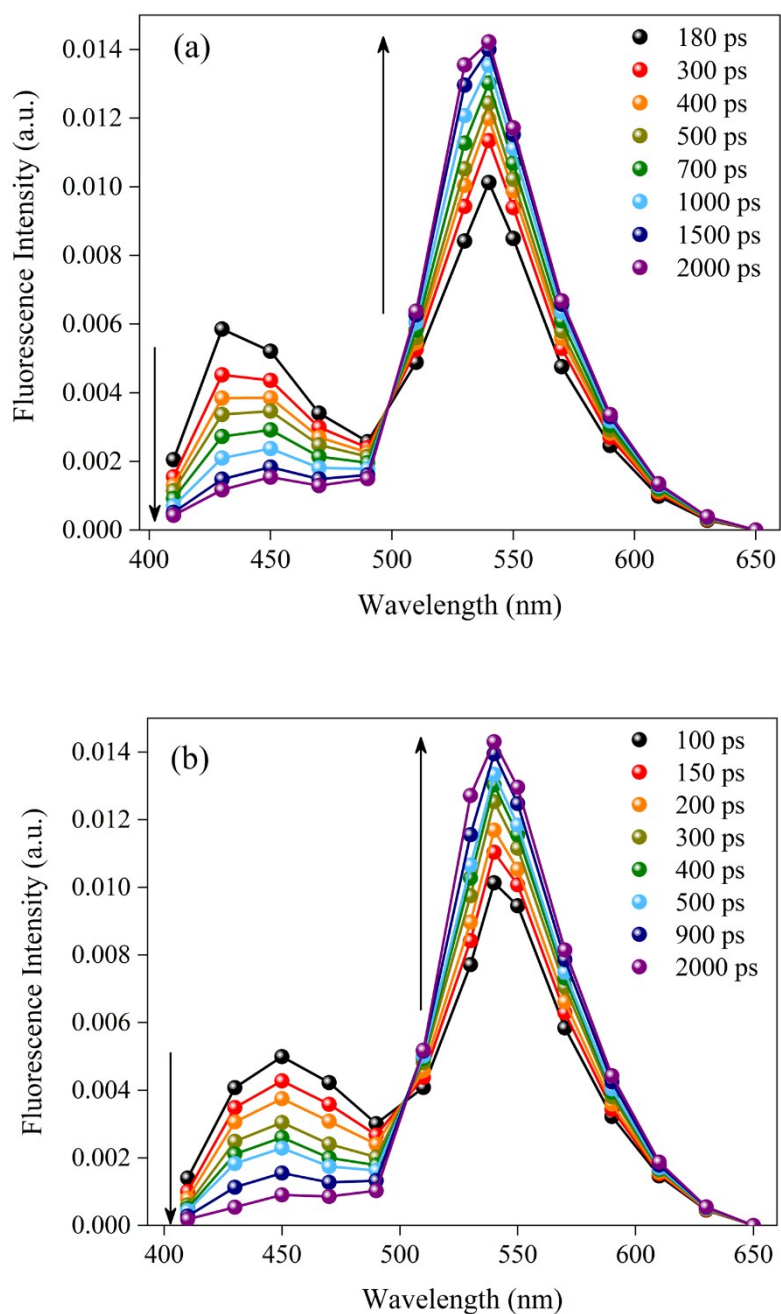 (a)
180 ps
300 ps
400 ps
500 ps
700 ps
1000 ps
1500 ps
2000 ps
Fluorescence Intensity (a.u.)
0.014
0.012
0.010
0.008
0.006
0.004
0.002
0.000
400 450 500 550 600 650
Wavelength (nm)
(b)
100 ps
150 ps
200 ps
300 ps
400 ps
500 ps
900 ps
2000 ps
Fluorescence Intensity (a.u.)
0.014
0.012
0.010
0.008
0.006
0.004
0.002
0.000
400 450 500 550 600 650
Wavelength (nm)